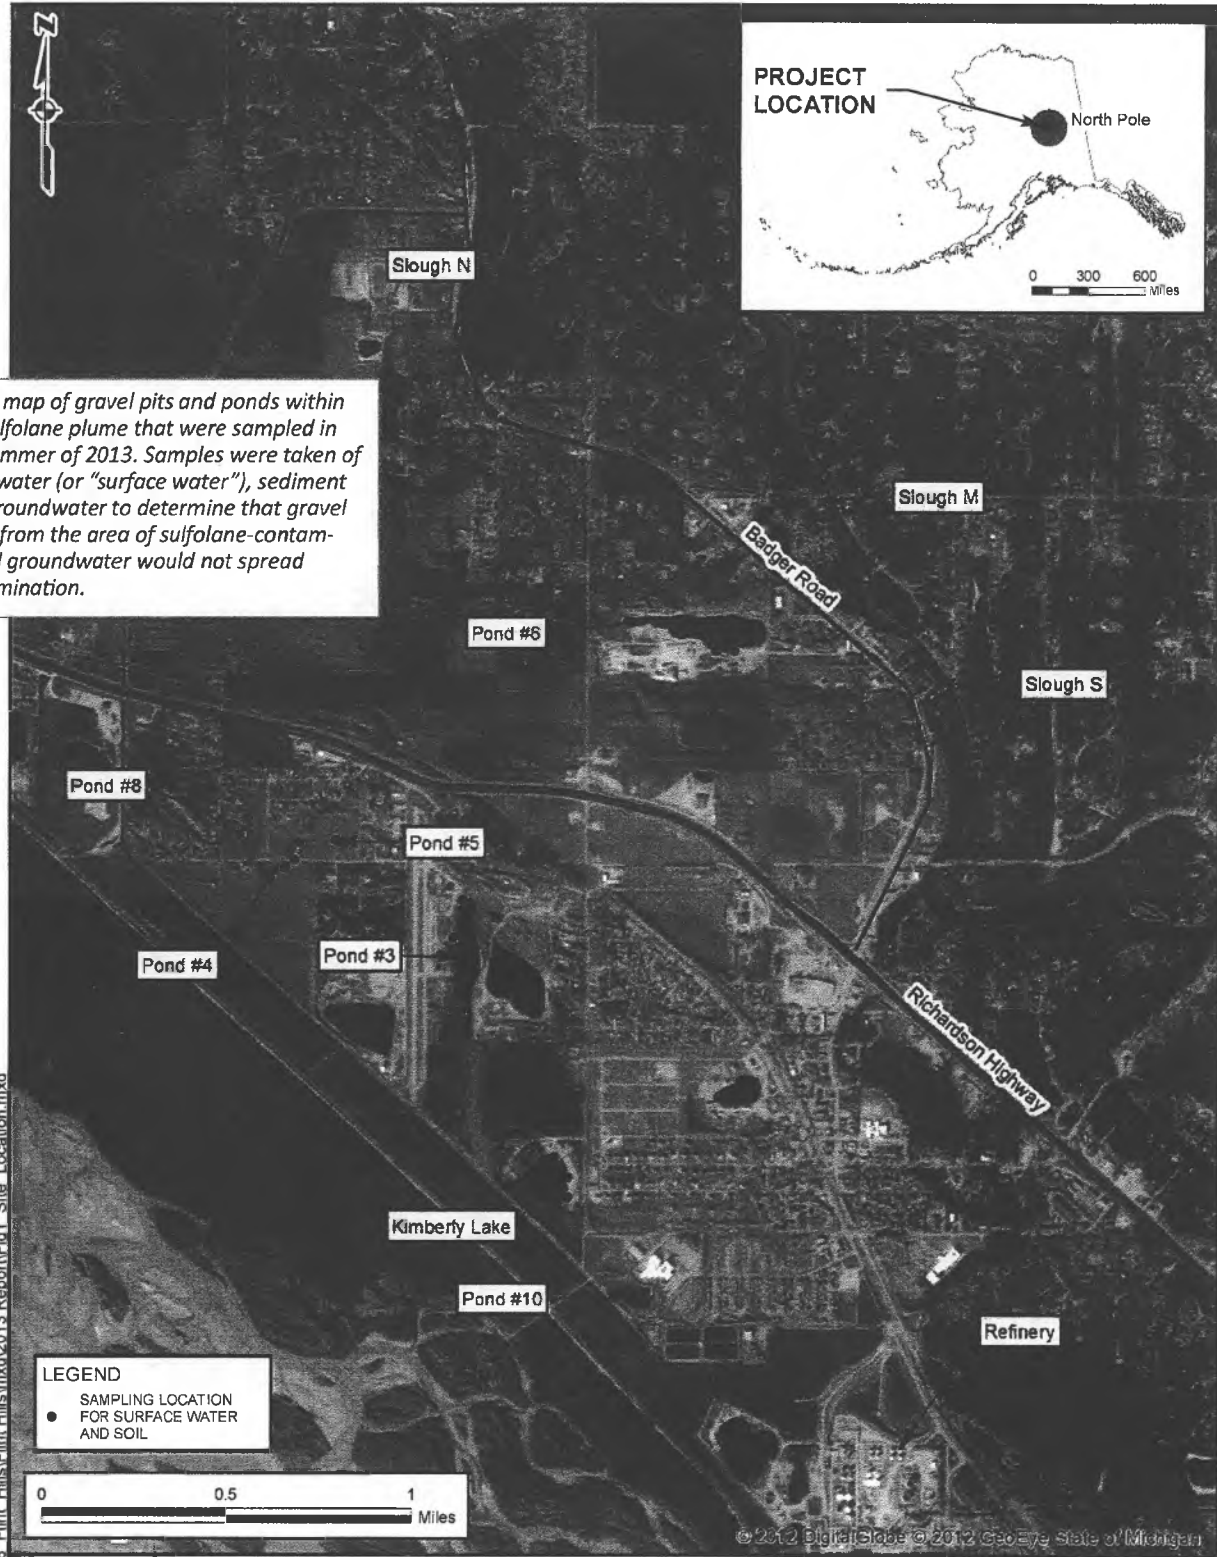 N
PROJECT
LOCATION
North Pole
0 300 600
Miles
Slough N
map of gravel pits and ponds within
lfolane plume that were sampled in
mmer of 2013. Samples were taken of
water (or “surface water”), sediment
roundwater to determine that gravel
from the area of sulfolane-contam-
d groundwater would not spread
mination.
Slough M
Badger Road
Pond #6
Slough S
Pond #8
Pond #5
Pond #3
Pond #4
Richardson Highway
Kimberly Lake
Pond #10
Refinery
LEGEND
SAMPLING LOCATION
FOR SURFACE WATER
AND SOIL
0 0.5 1
Miles
© 2012 DigitalGlobe © 2012 GeoEye State of Michigan